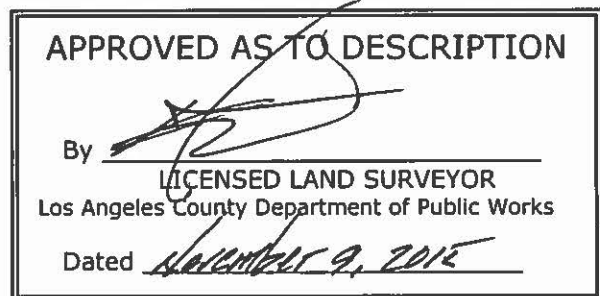 APPROVED AS TO DESCRIPTION
By
LICENSED LAND SURVEYOR
Los Angeles County Department of Public Works
Dated November 9,